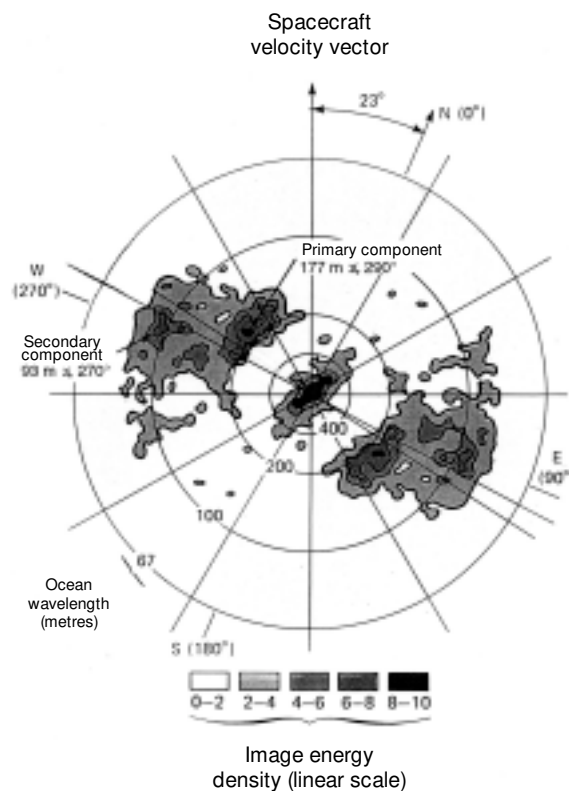 Spacecraft
velocity vector
23°
N (0°)
Primary component
177 m ≤, 290°
W
(270°)
Secondary
component
93 m ≤, 270°
400
200
100
67
E
(90°)
Ocean
wavelength
(metres)
S (180°)
0–2 2–4 4–6 6–8 8–10
Image energy
density (linear scale)